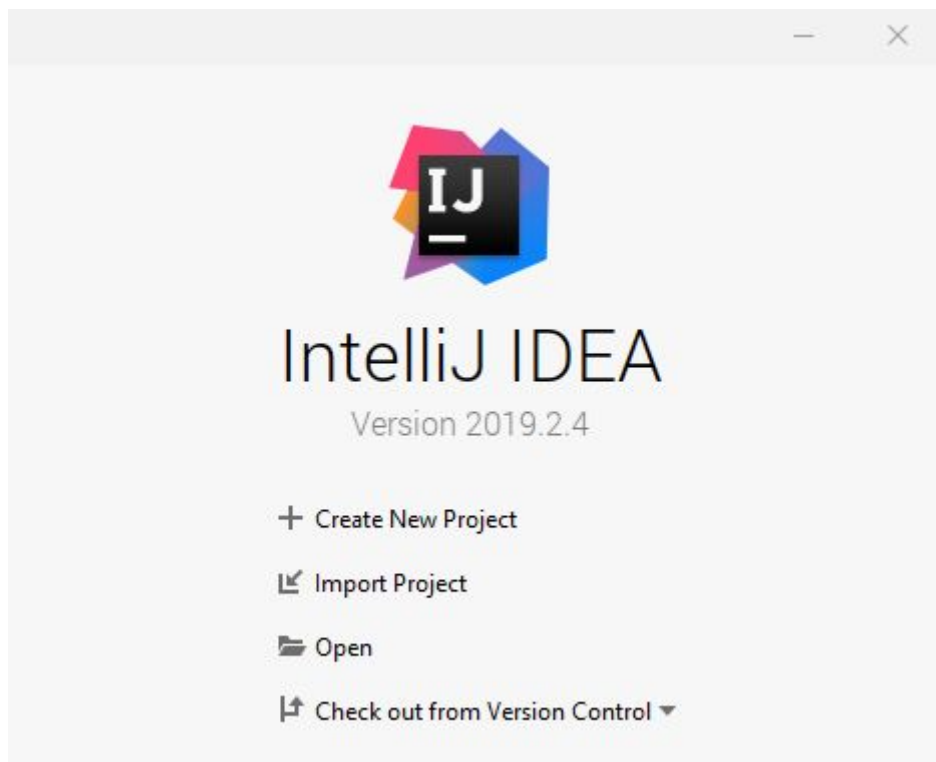 IJ
IntelliJ IDEA
Version 2019.2.4
Create New Project
Import Project
Open
Check out from Version Control